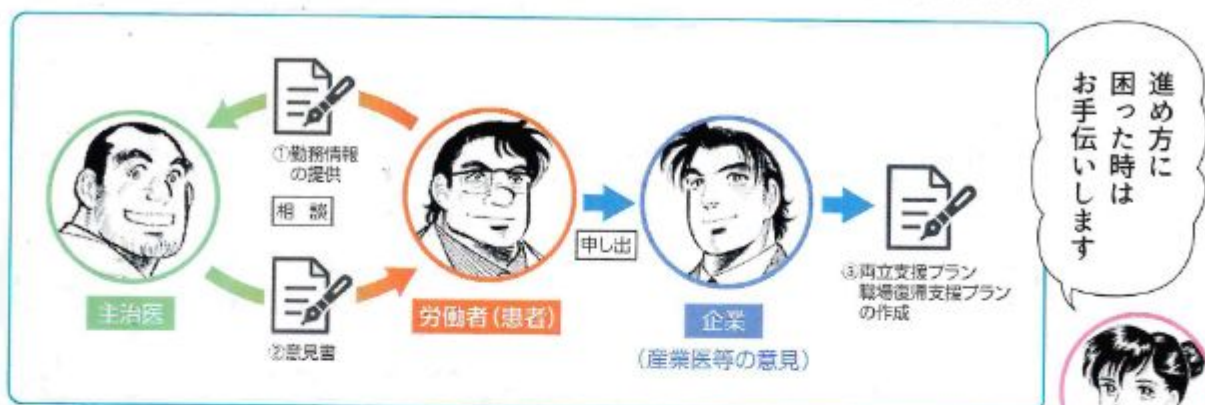 ①勤務情報
の提供
相談
②意見書
主治医
労働者(患者)
申し出
企業
(産業医等の意見)
③両立支援プラン
職場復帰支援プラン
の作成
進め方に
困った時は
お手伝いします